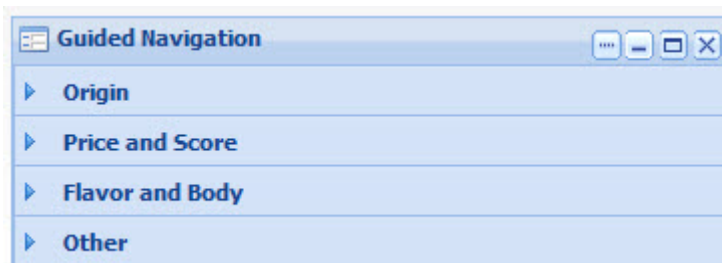 Guided Navigation
Origin
Price and Score
Flavor and Body
Other